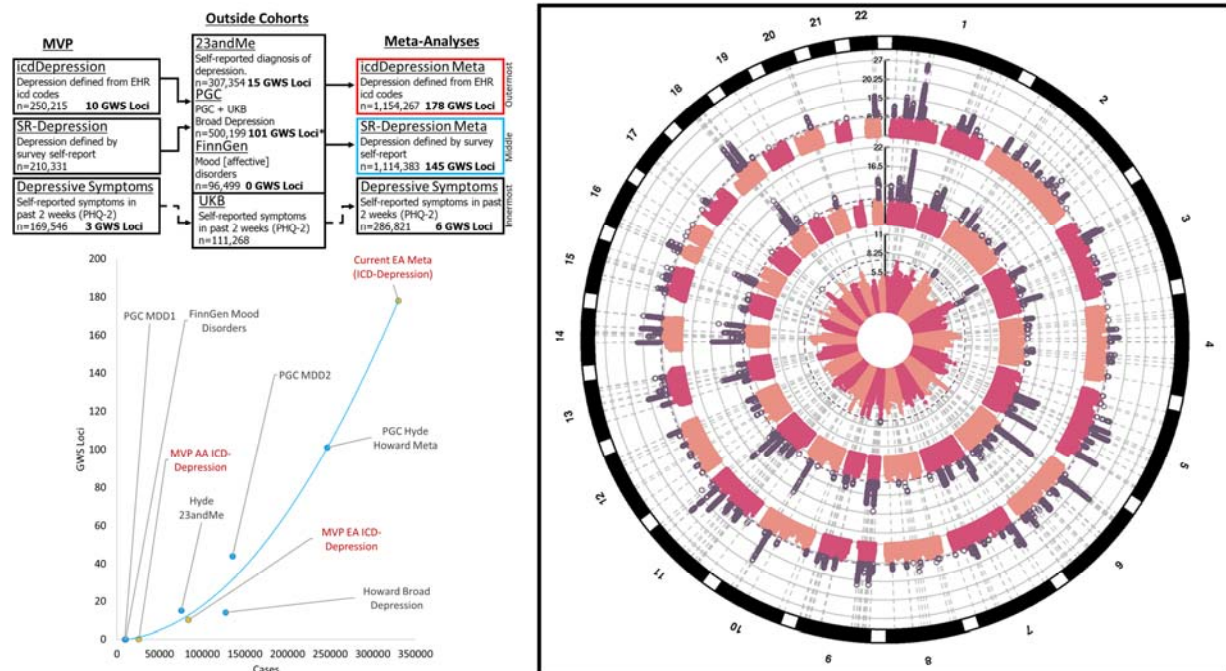 Outside Cohorts
MVP
Meta-Analyses
icdDepression
Depression defined from EHR
icd codes
n=250,215 10 GWS Loci
SR-Depression
Depression defined by
survey self-report
n=210,331
Depressive Symptoms
Self-reported symptoms in
past 2 weeks (PHQ-2)
n=169,546 3 GWS Loci
23andMe
Self-reported diagnosis of
depression.
n=307,354 15 GWS Loci
PGC
PGC + UKB
Broad Depression
n=500,199 101 GWS Loci*
FinnGen
Mood [affective]
disorders
n=96,499 0 GWS Loci
UKB
Self-reported symptoms
in past 2 weeks (PHQ-2)
n=111,268
icdDepression Meta
Depression defined from EHR
icd codes
n=1,154,267 178 GWS Loci
Outermost
SR-Depression Meta
Depression defined by survey
self-report
n=1,114,383 145 GWS Loci
Middle
Depressive Symptoms
Self-reported symptoms in past
2 weeks (PHQ-2)
n=286,821 6 GWS Loci
Innermost
200
180
160
140
120
100
80
60
40
20
0
GWS Loci
PGC MDD1
FinnGen Mood
Disorders
Current EA Meta
(ICD-Depression)
PGC MDD2
PGC Hyde
Howard Meta
MVP AA ICD-
Depression
Hyde
23andMe
MVP EA ICD-
Depression
Howard Broad
Depression
0 50000 100000 150000 200000 250000 300000 350000 400000
Cases
1
2
3
4
5
6
7
8
9
10
11
12
13
14
15
16
17
18
19
20
21
22
27
20.25
22
16.5
11
8.25
5.5